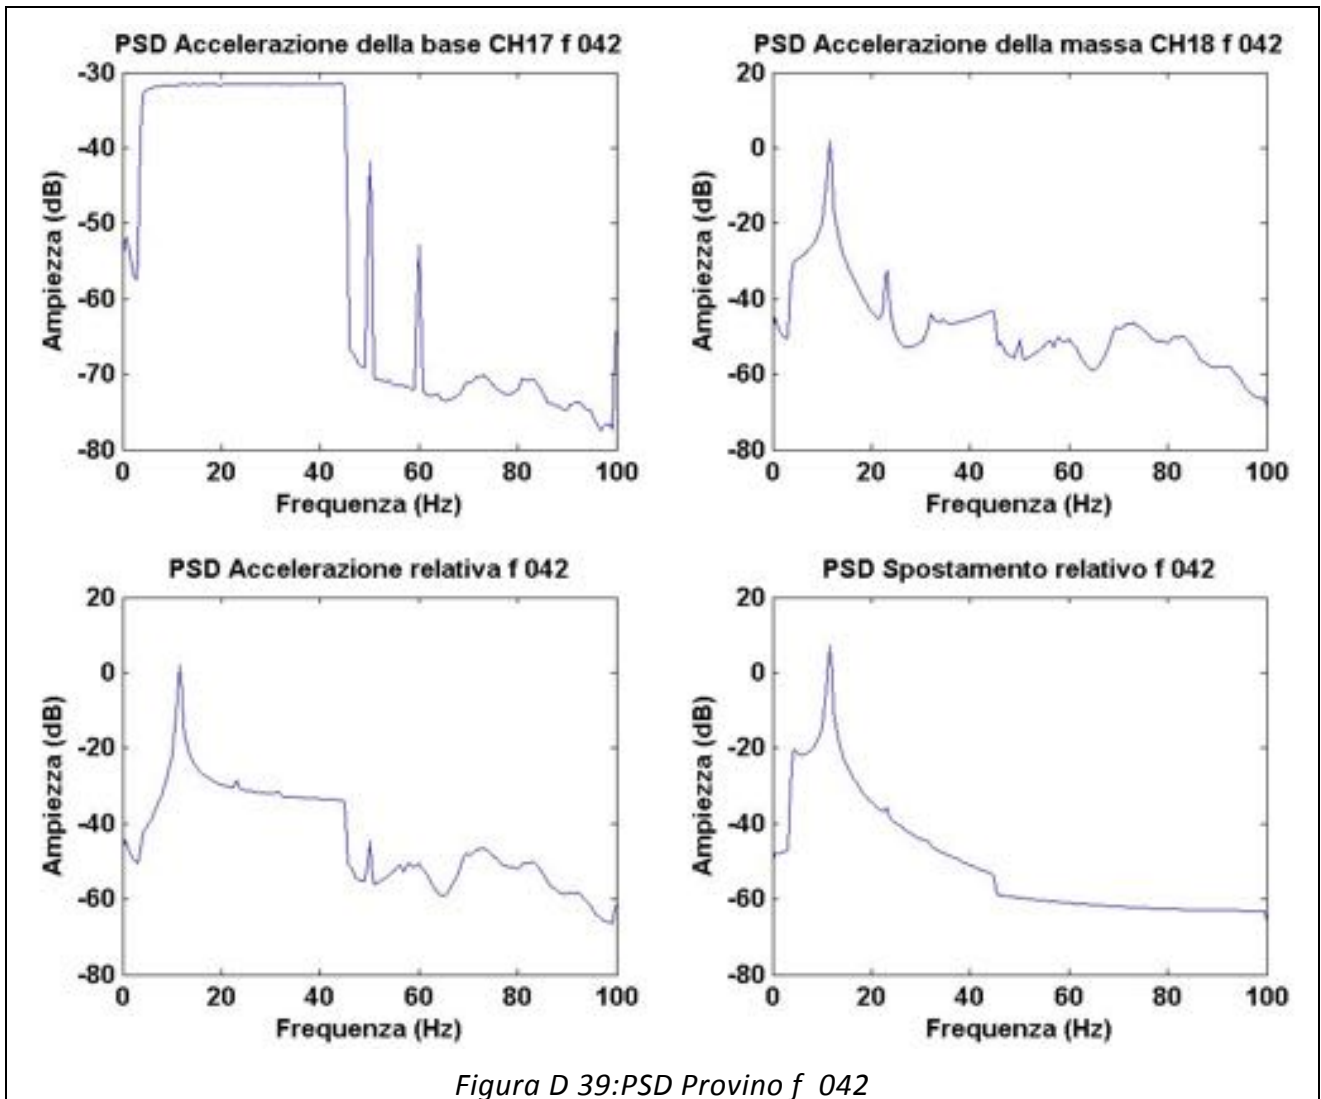 PSD Accelerazione della base CH17 f 042
-30
-40
-50
-60
-70
-80
Ampiezza (dB)
0 20 40 60 80 100
Frequenza (Hz)
PSD Accelerazione della massa CH18 f 042
20
0
-20
-40
-60
-80
Ampiezza (dB)
0 20 40 60 80 100
Frequenza (Hz)
PSD Accelerazione relativa f 042
20
0
-20
-40
-60
-80
Ampiezza (dB)
0 20 40 60 80 100
Frequenza (Hz)
PSD Spostamento relativo f 042
20
0
-20
-40
-60
-80
Ampiezza (dB)
0 20 40 60 80 100
Frequenza (Hz)
Figura D 39:PSD Provino f 042